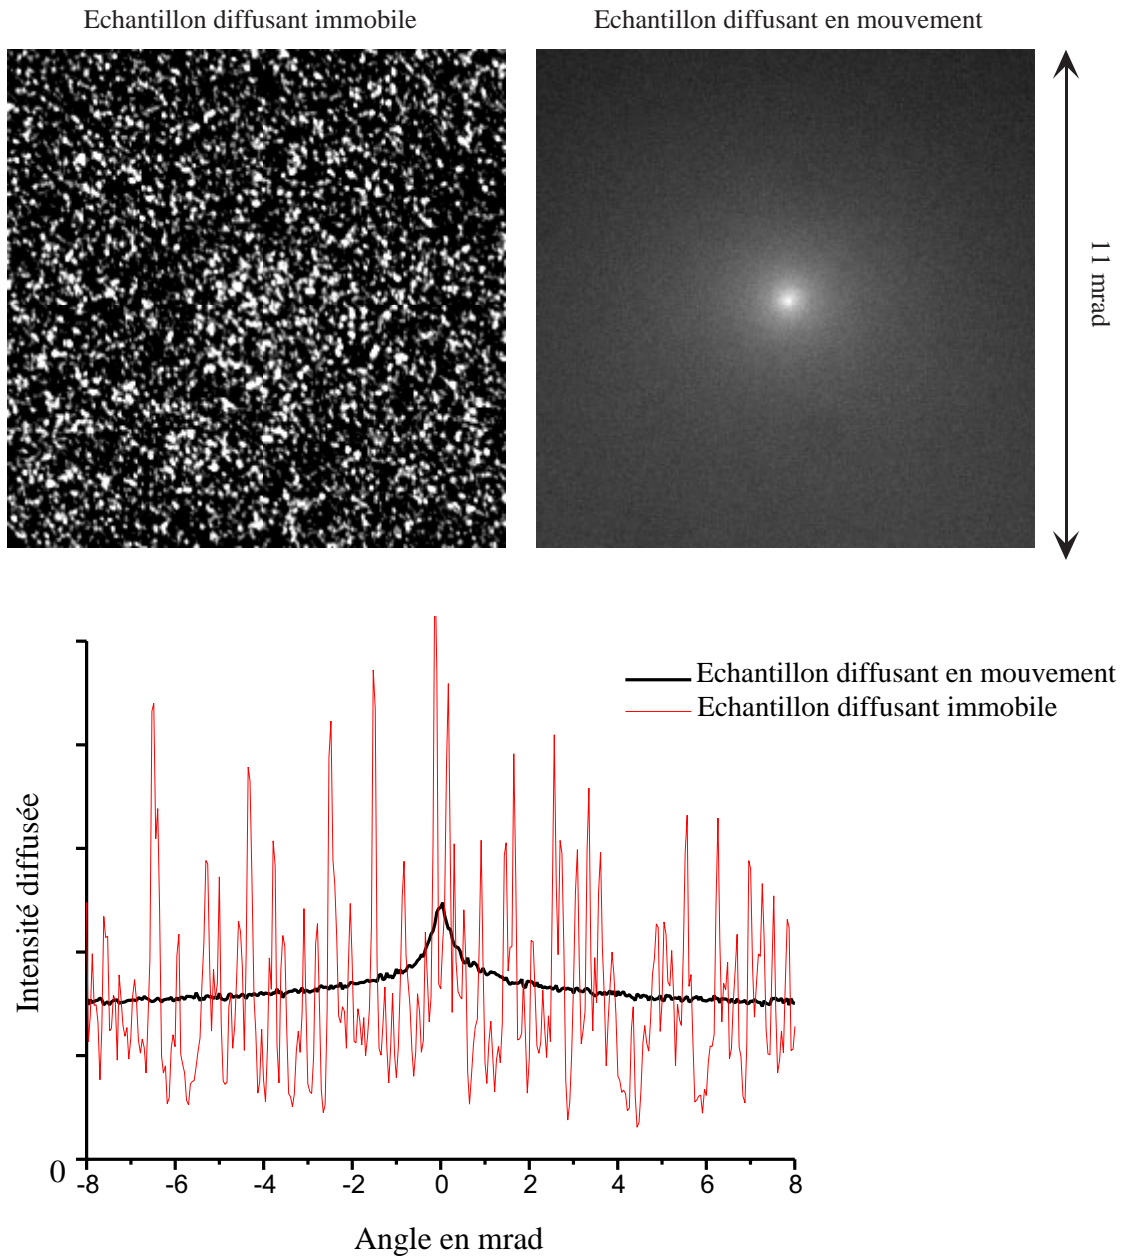 Echantillon diffusant immobile
Echantillon diffusant en mouvement
11 mrad
Echantillon diffusant en mouvement
Echantillon diffusant immobile
Intensité diffusée
0
-8 -6 -4 -2 0 2 4 6 8
Angle en mrad